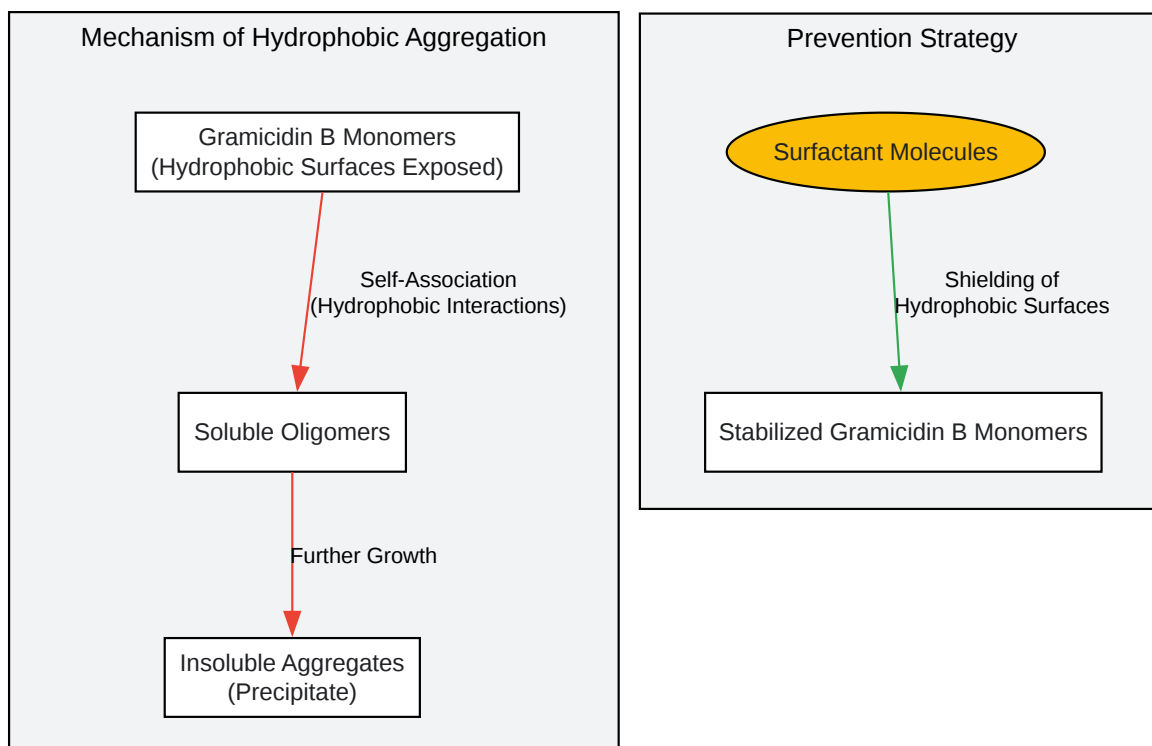 Mechanism of Hydrophobic Aggregation
Gramicidin B Monomers
(Hydrophobic Surfaces Exposed)
Self-Association
(Hydrophobic Interactions)
Soluble Oligomers
Further Growth
Insoluble Aggregates
(Precipitate)
Prevention Strategy
Surfactant Molecules
Shielding of
Hydrophobic Surfaces
Stabilized Gramicidin B Monomers